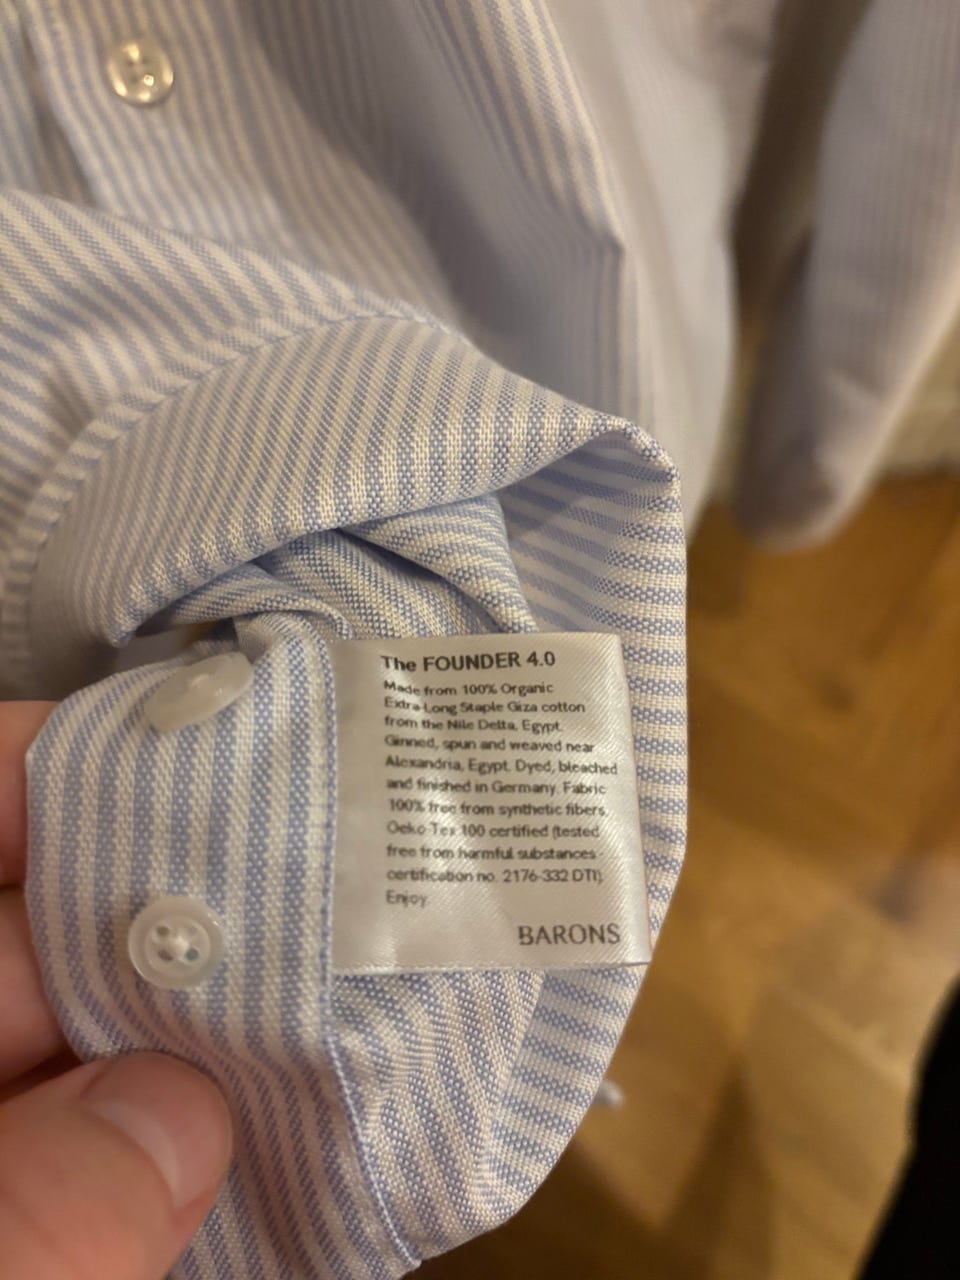 The FOUNDER 4.0
Made from 100% Organic
Extra-Long Staple Giza cotton
from the Nile Delta, Egypt.
Ginned, spun and weaved near
Alexandria, Egypt. Dyed, bleached
and finished in Germany. Fabric
100% free from synthetic fibers.
Oeko-Tex 100 certified (tested
free from harmful substances -
certification no. 2176-332 DTI).
Enjoy.
BARONS